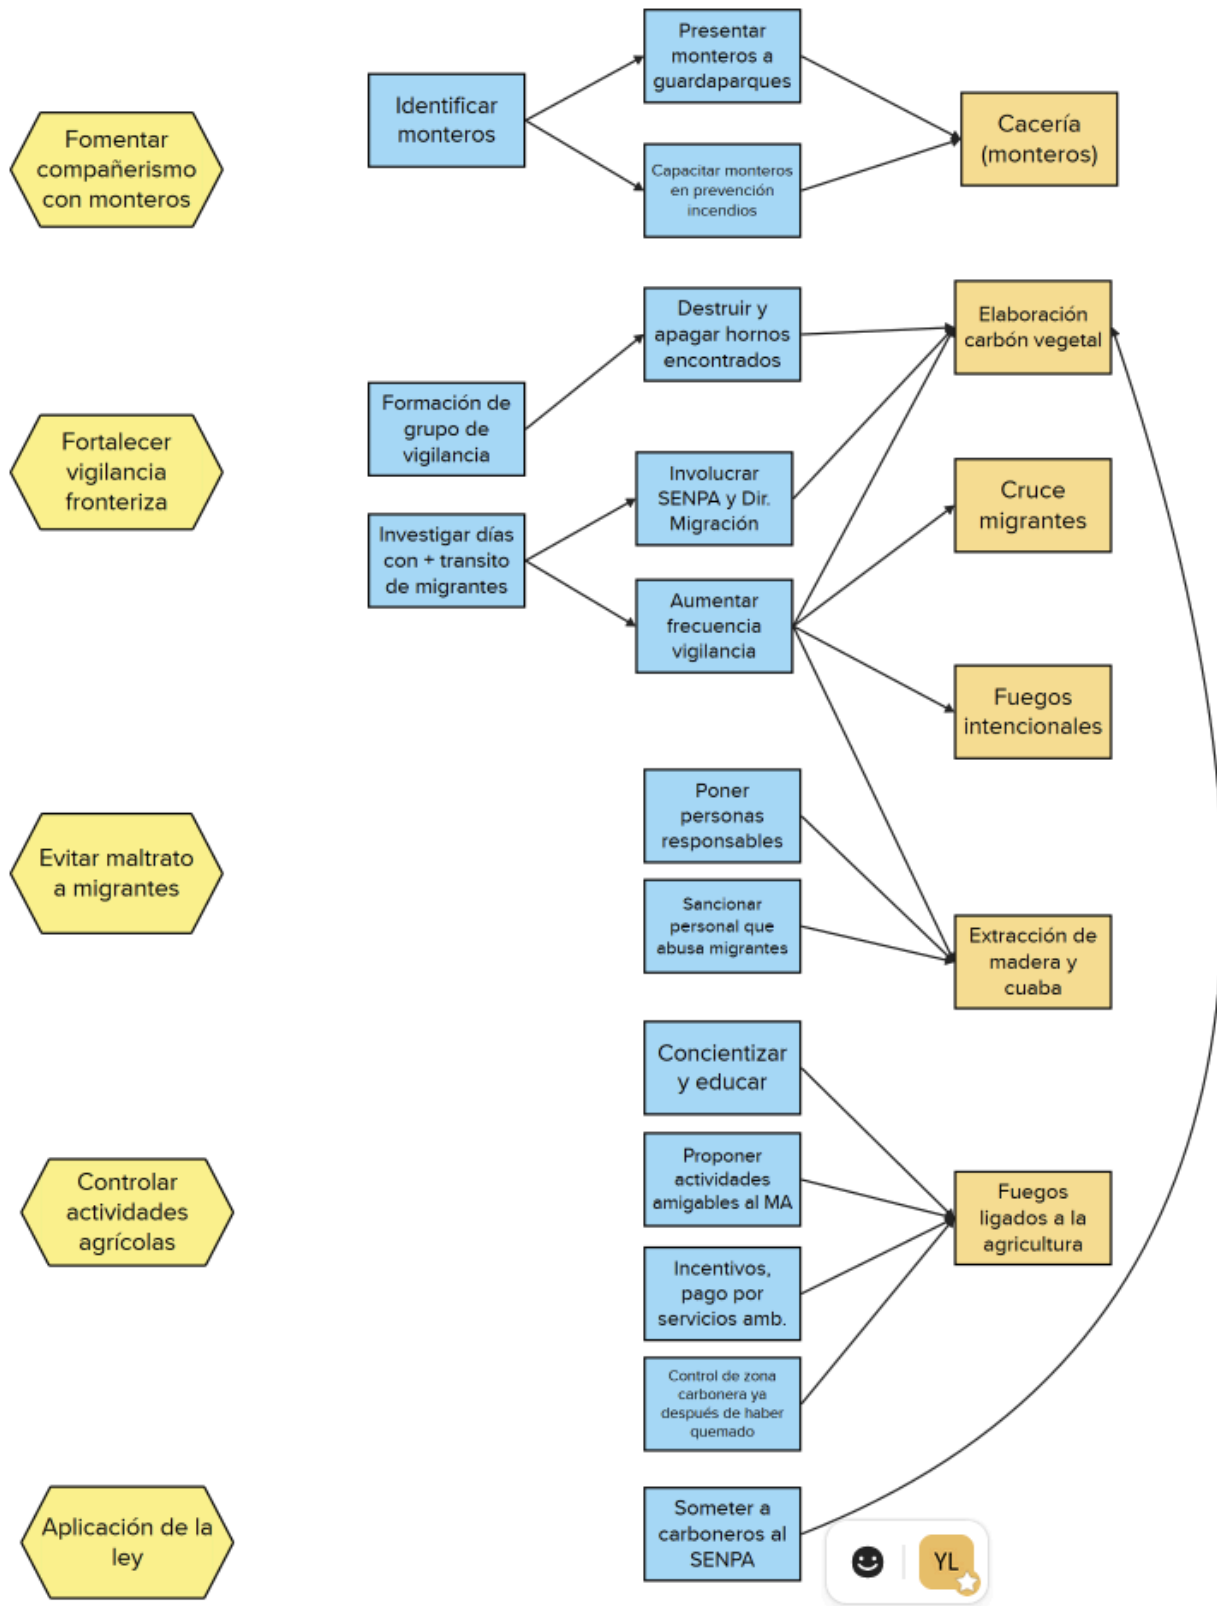 Presentar
monteros a
guardaparques
Identificar
monteros
Cacería
(monteros)
Fomentar
compañerismo
con monteros
Capacitar monteros
en prevención
incendios
Destruir y
apagar hornos
encontrados
Elaboración
carbón vegetal
Formación de
grupo de
vigilancia
Fortalecer
vigilancia
fronteriza
Involucrar
SENPA y Dir.
Migración
Cruce
migrantes
Investigar días
con + transito
de migrantes
Aumentar
frecuencia
vigilancia
Fuegos
intencionales
Poner
personas
responsables
Evitar maltrato
a migrantes
Sancionar
personal que
abusa migrantes
Extracción de
madera y
cuaba
Concientizar
y educar
Proponer
actividades
amigables al MA
Controlar
actividades
agrícolas
Fuegos
ligados a la
agricultura
Incentivos,
pago por
servicios amb.
Control de zona
carbonera ya
después de haber
quemado
Aplicación de la
ley
Someter a
carboneros al
SENPA
YL